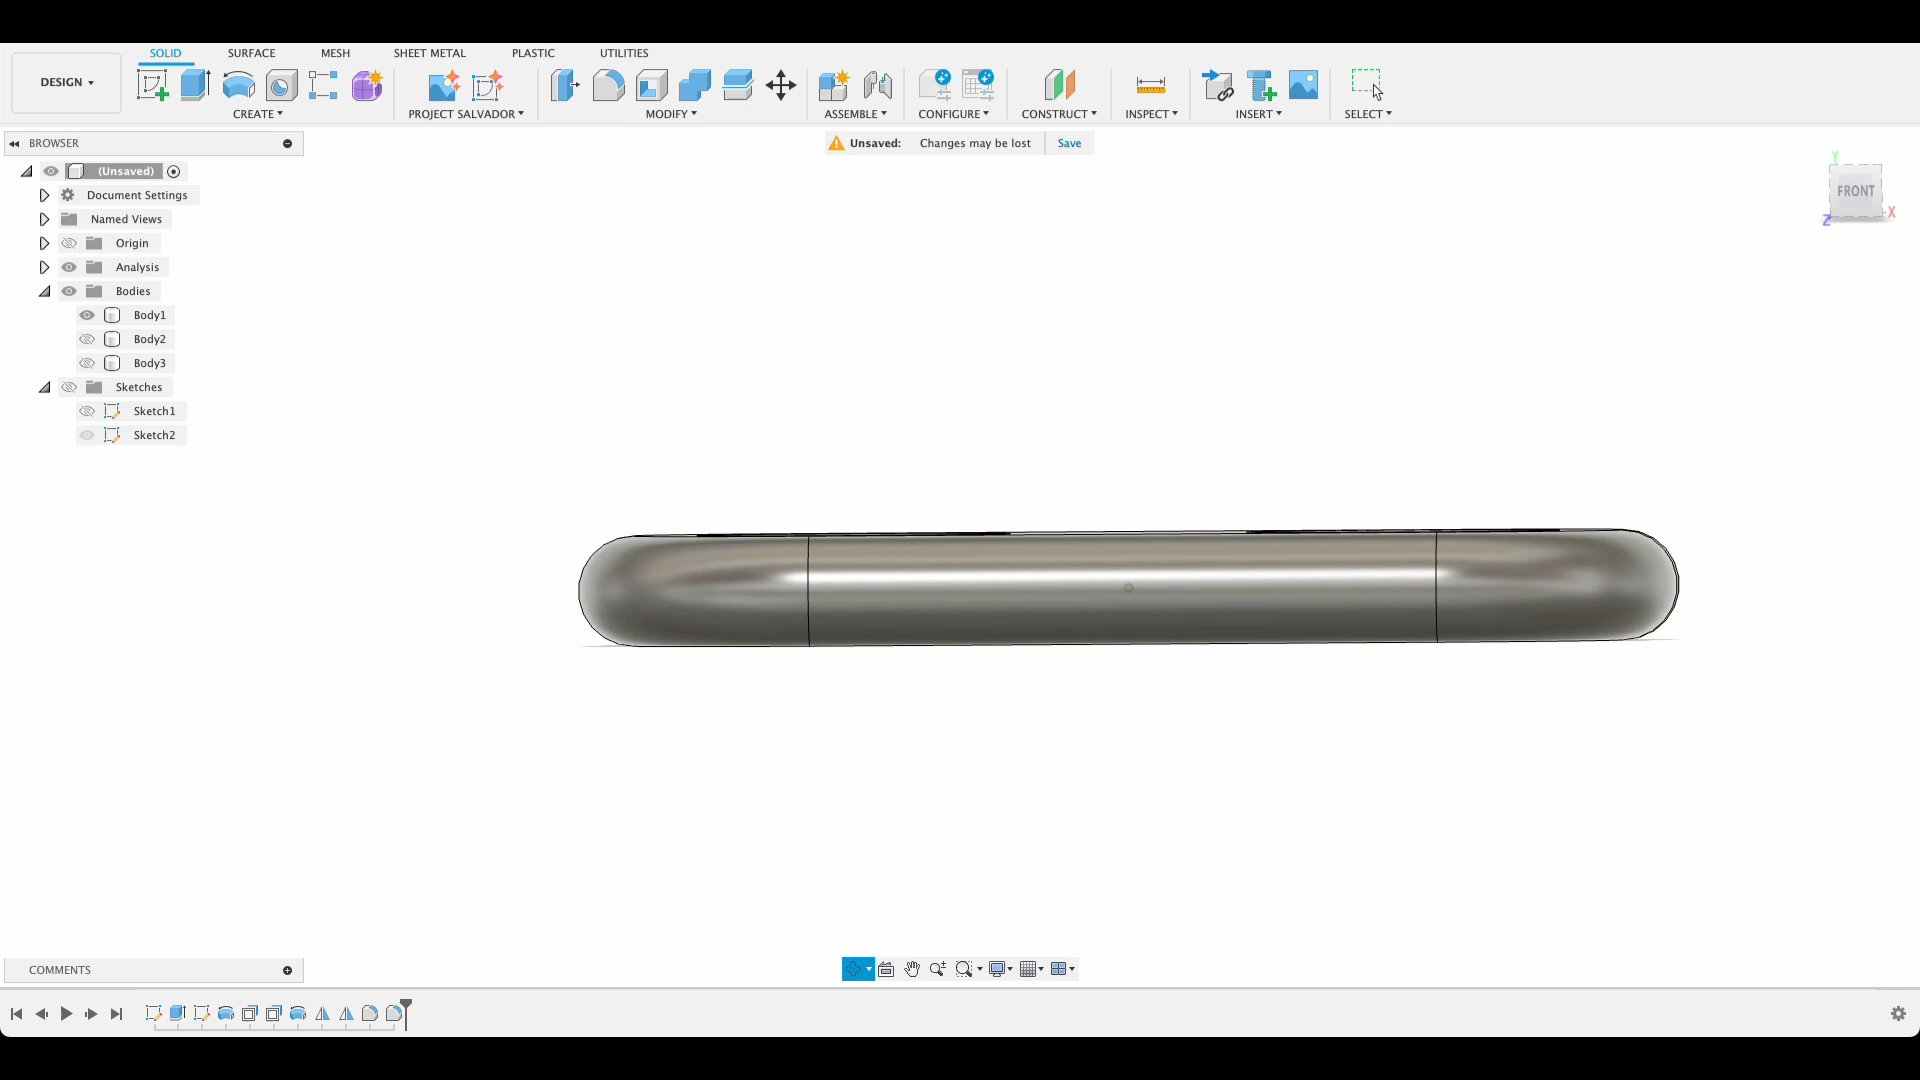 SOLID SURFACE MESH SHEET METAL PLASTIC UTILITIES
DESIGN
CREATE PROJECT SALVADOR MODIFY ASSEMBLE CONFIGURE CONSTRUCT INSPECT INSERT SELECT
BROWSER
Unsaved: Changes may be lost Save
(Unsaved)
Document Settings
Named Views
Origin
Analysis
Bodies
Body1
Body2
Body3
Sketches
Sketch1
Sketch2
Y
FRONT
X
Z
COMMENTS